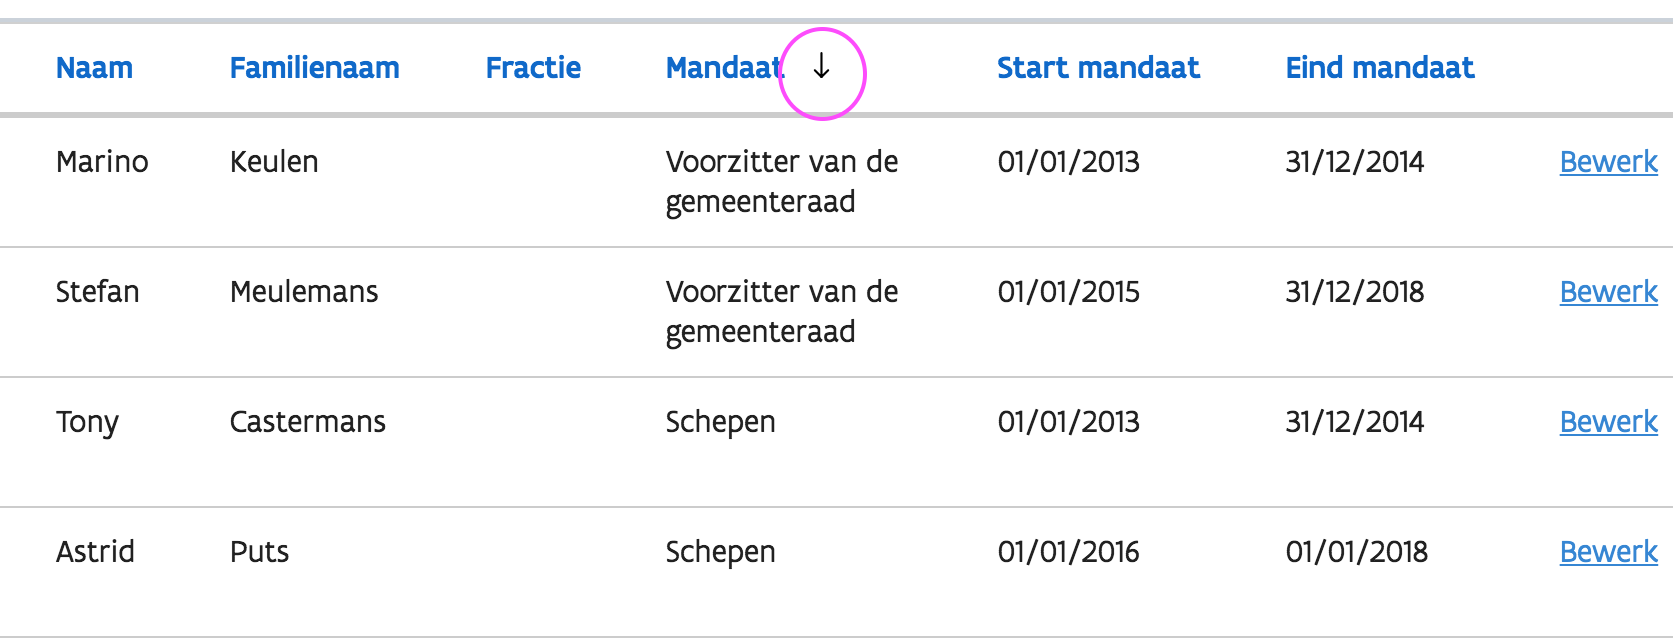 Naam Familienaam Fractie Mandaat ↓ Start mandaat Eind mandaat
Marino Keulen Voorzitter van de 01/01/2013 31/12/2014 Bewerk
gemeenteraad
Stefan Meulemans Voorzitter van de 01/01/2015 31/12/2018 Bewerk
gemeenteraad
Tony Castermans Schepen 01/01/2013 31/12/2014 Bewerk
Astrid Puts Schepen 01/01/2016 01/01/2018 Bewerk